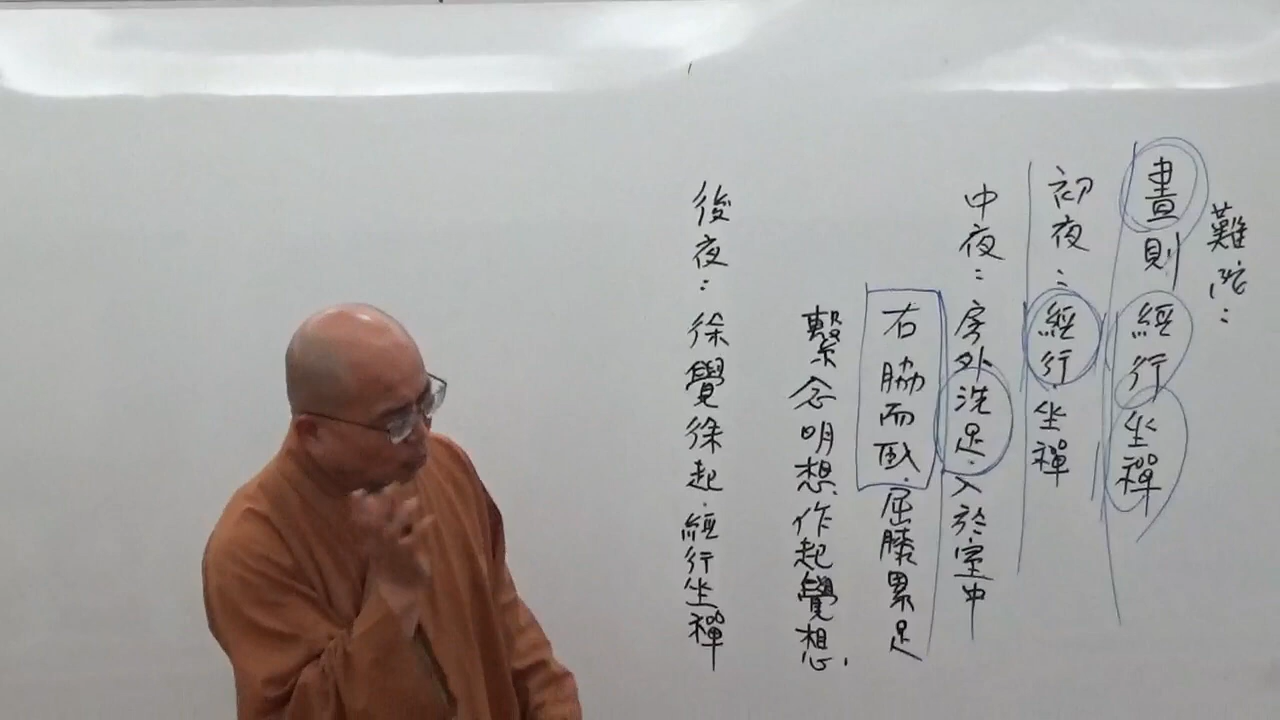 難陀：
晝則經行坐禪
初夜：經行．坐禪
中夜：房外洗足．入於室中
右脇而臥．屈膝累足
繫念明想．作起覺想．
後夜：徐覺徐起．經行坐禪